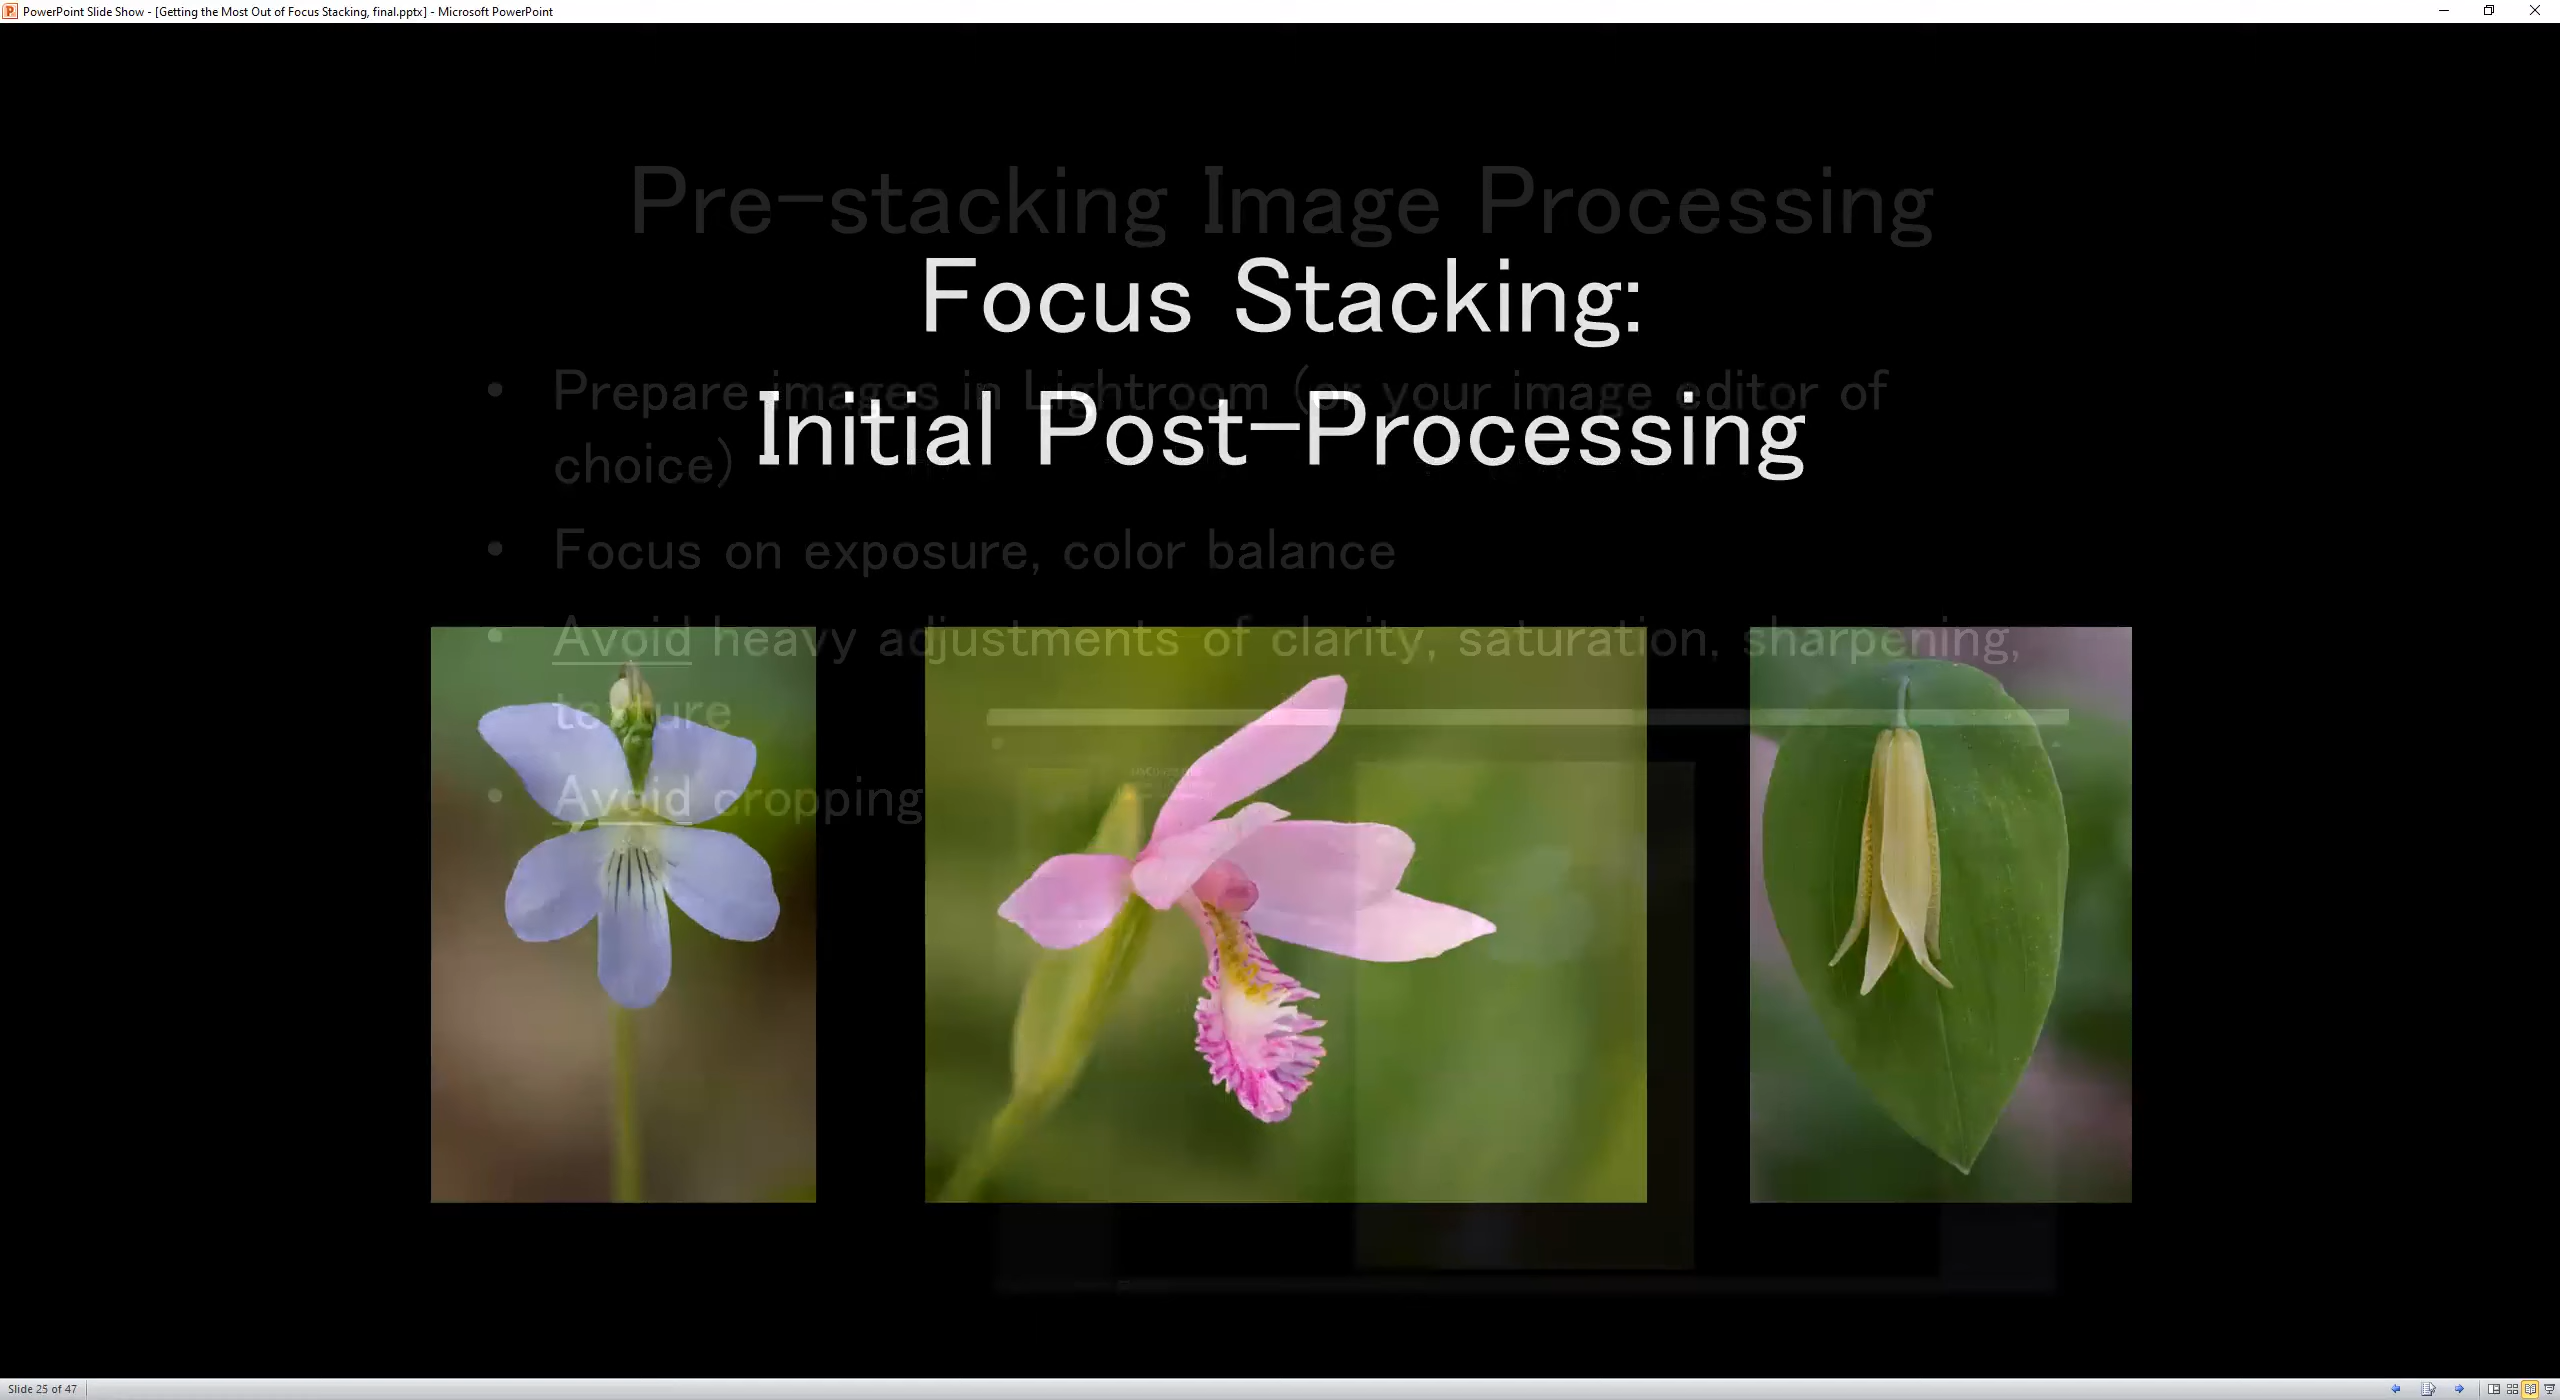 PowerPoint Slide Show - [Getting the Most Out of Focus Stacking, final.pptx] - Microsoft PowerPoint
Pre-stacking Image Processing
Focus Stacking:
Initial Post-Processing
• Prepare images in Lightroom (or your image editor of
choice)
• Focus on exposure, color balance
• Avoid heavy adjustments of clarity, saturation, sharpening,
texture
• Avoid cropping
Slide 25 of 47